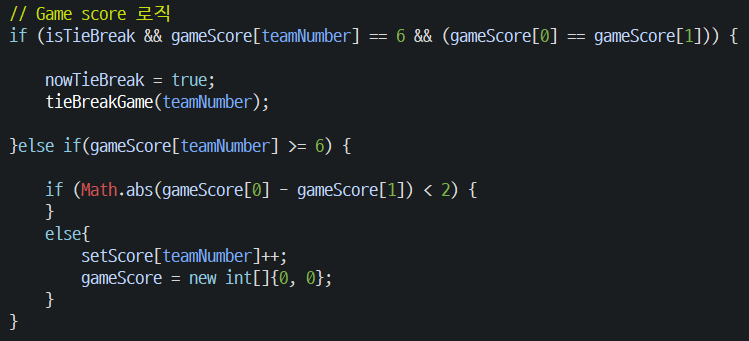 // Game score 로직
if (isTieBreak && gameScore[teamNumber] == 6 && (gameScore[0] == gameScore[1])) {
nowTieBreak = true;
tieBreakGame(teamNumber);
}else if(gameScore[teamNumber] >= 6) {
if (Math.abs(gameScore[0] - gameScore[1]) < 2) {
}
else{
setScore[teamNumber]++;
gameScore = new int[]{0, 0};
}
}